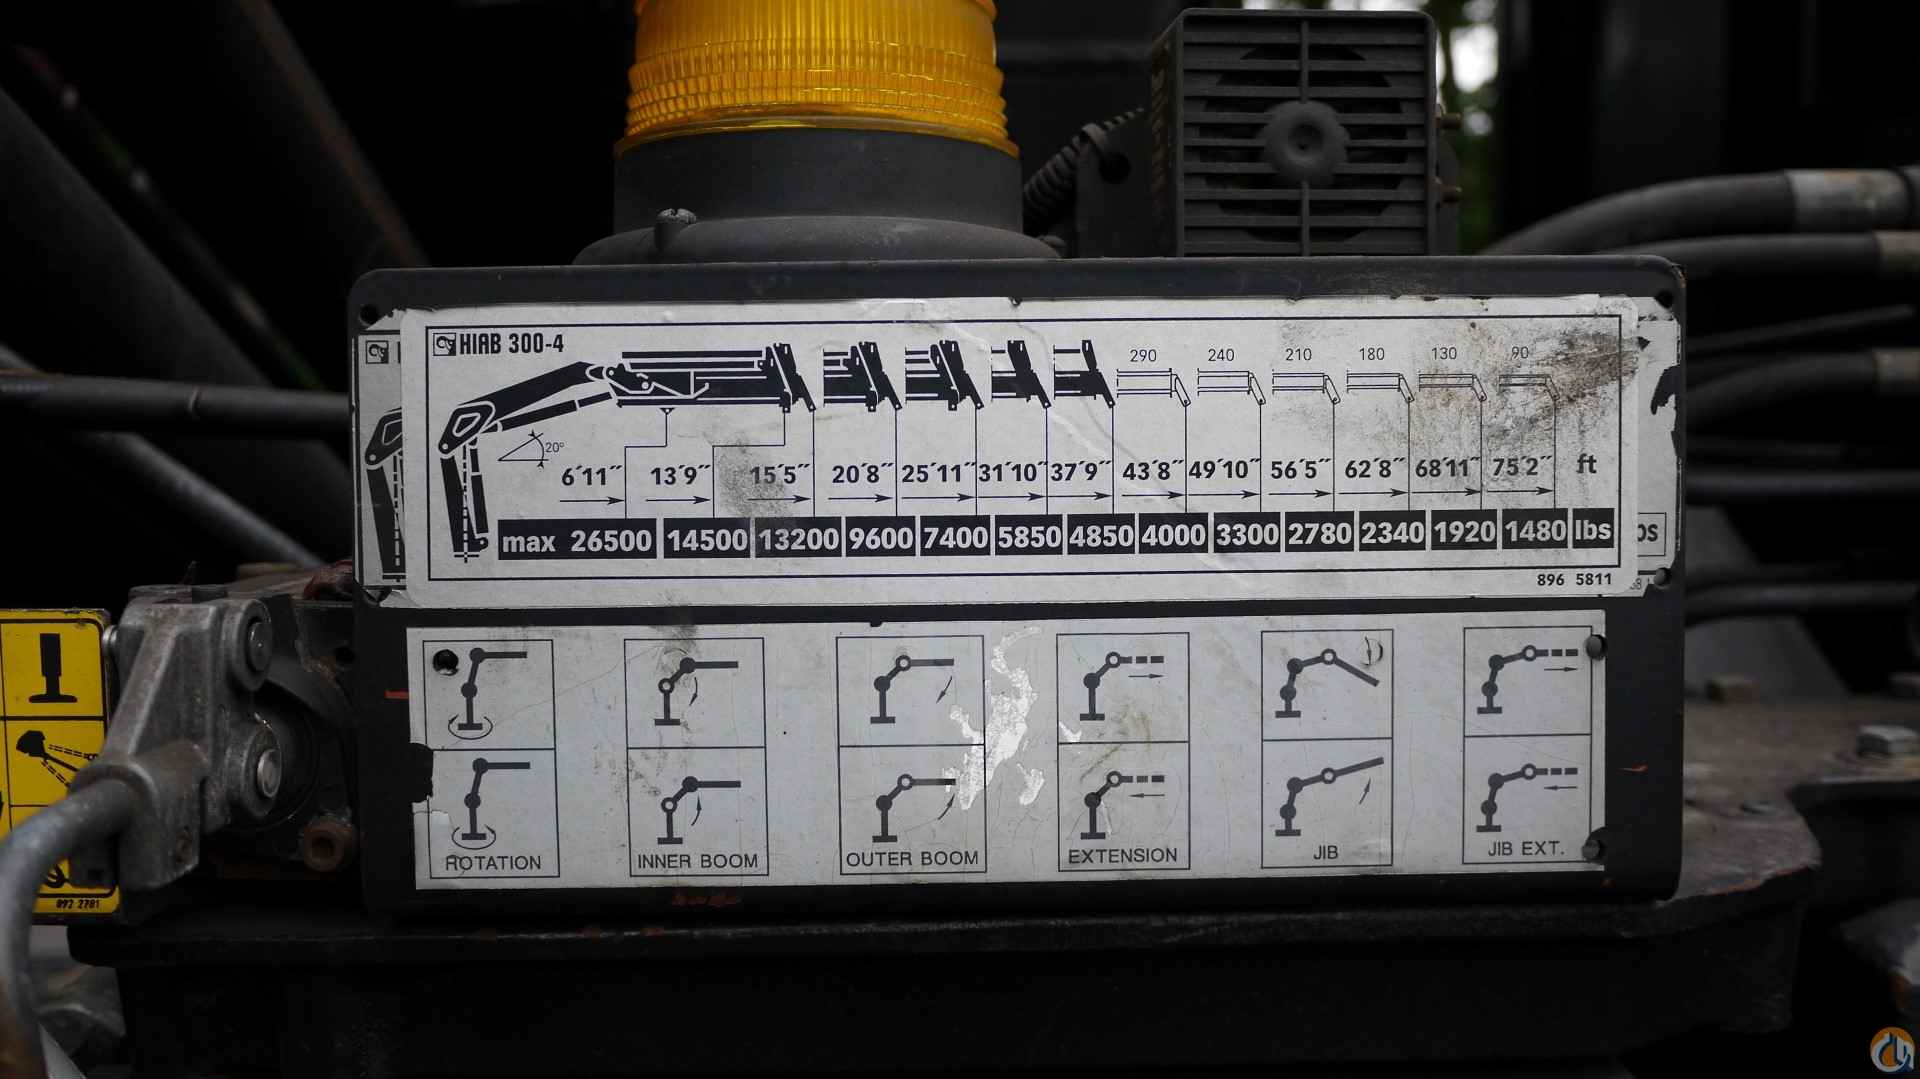 HIAB 300-4
290 240 210 180 130 90
20°
6´11˝ 13´9˝ 15´5˝ 20´8˝ 25´11˝ 31´10˝ 37´9˝ 43´8˝ 49´10˝ 56´5˝ 62´8˝ 68´11˝ 75´2˝ ft
max 26500 14500 13200 9600 7400 5850 4850 4000 3300 2780 2340 1920 1480 lbs
896 5811
ROTATION INNER BOOM OUTER BOOM EXTENSION JIB JIB EXT.
892 2781